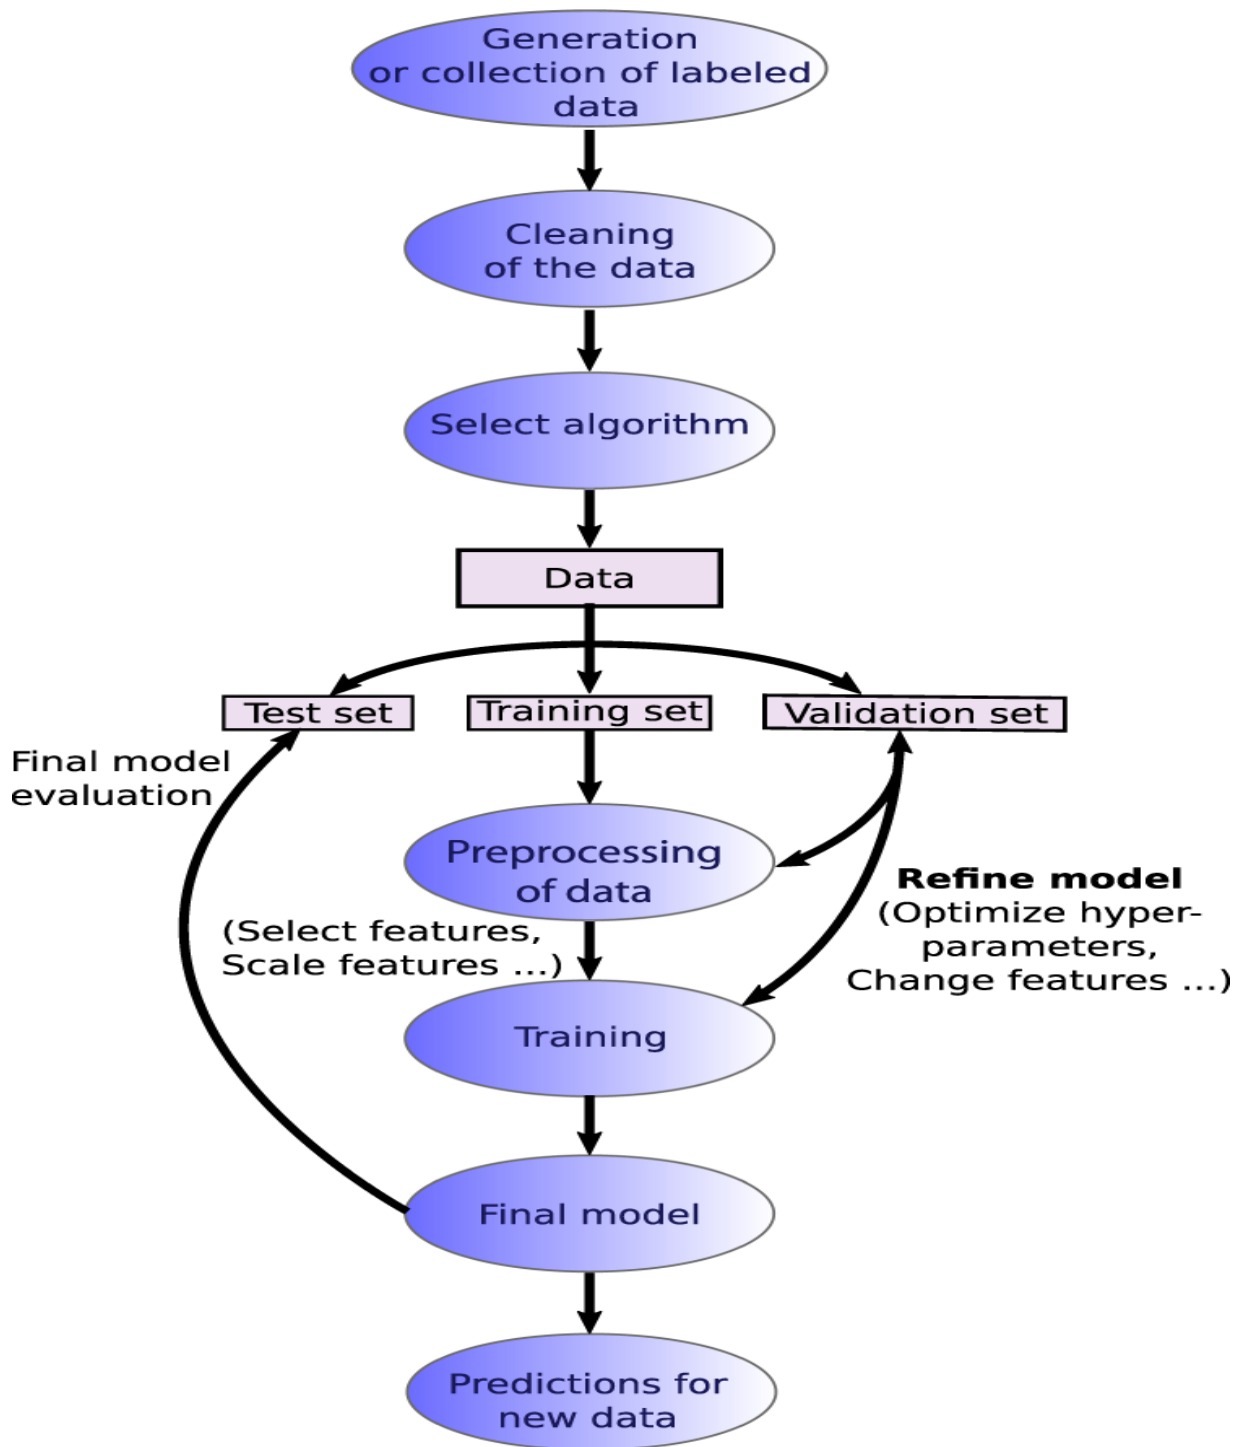 Generation
or collection of labeled
data
Cleaning
of the data
Select algorithm
Data
Test set
Training set
Validation set
Final model
evaluation
Preprocessing
of data
Refine model
(Optimize hyper-
parameters,
Change features ...)
(Select features,
Scale features ...)
Training
Final model
Predictions for
new data